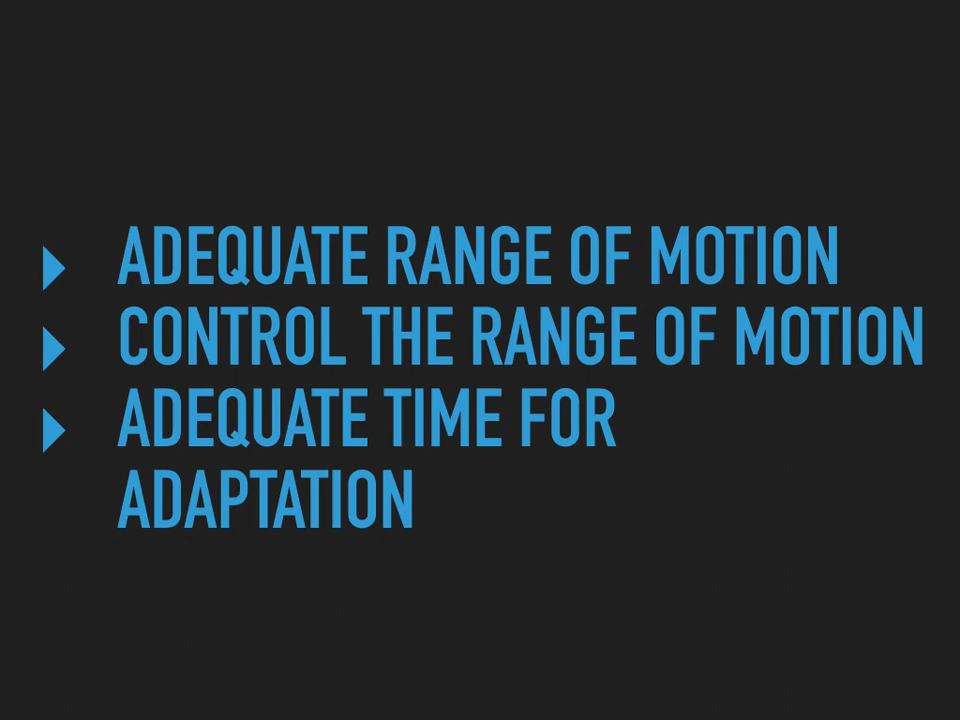 ADEQUATE RANGE OF MOTION
CONTROL THE RANGE OF MOTION
ADEQUATE TIME FOR
ADAPTATION